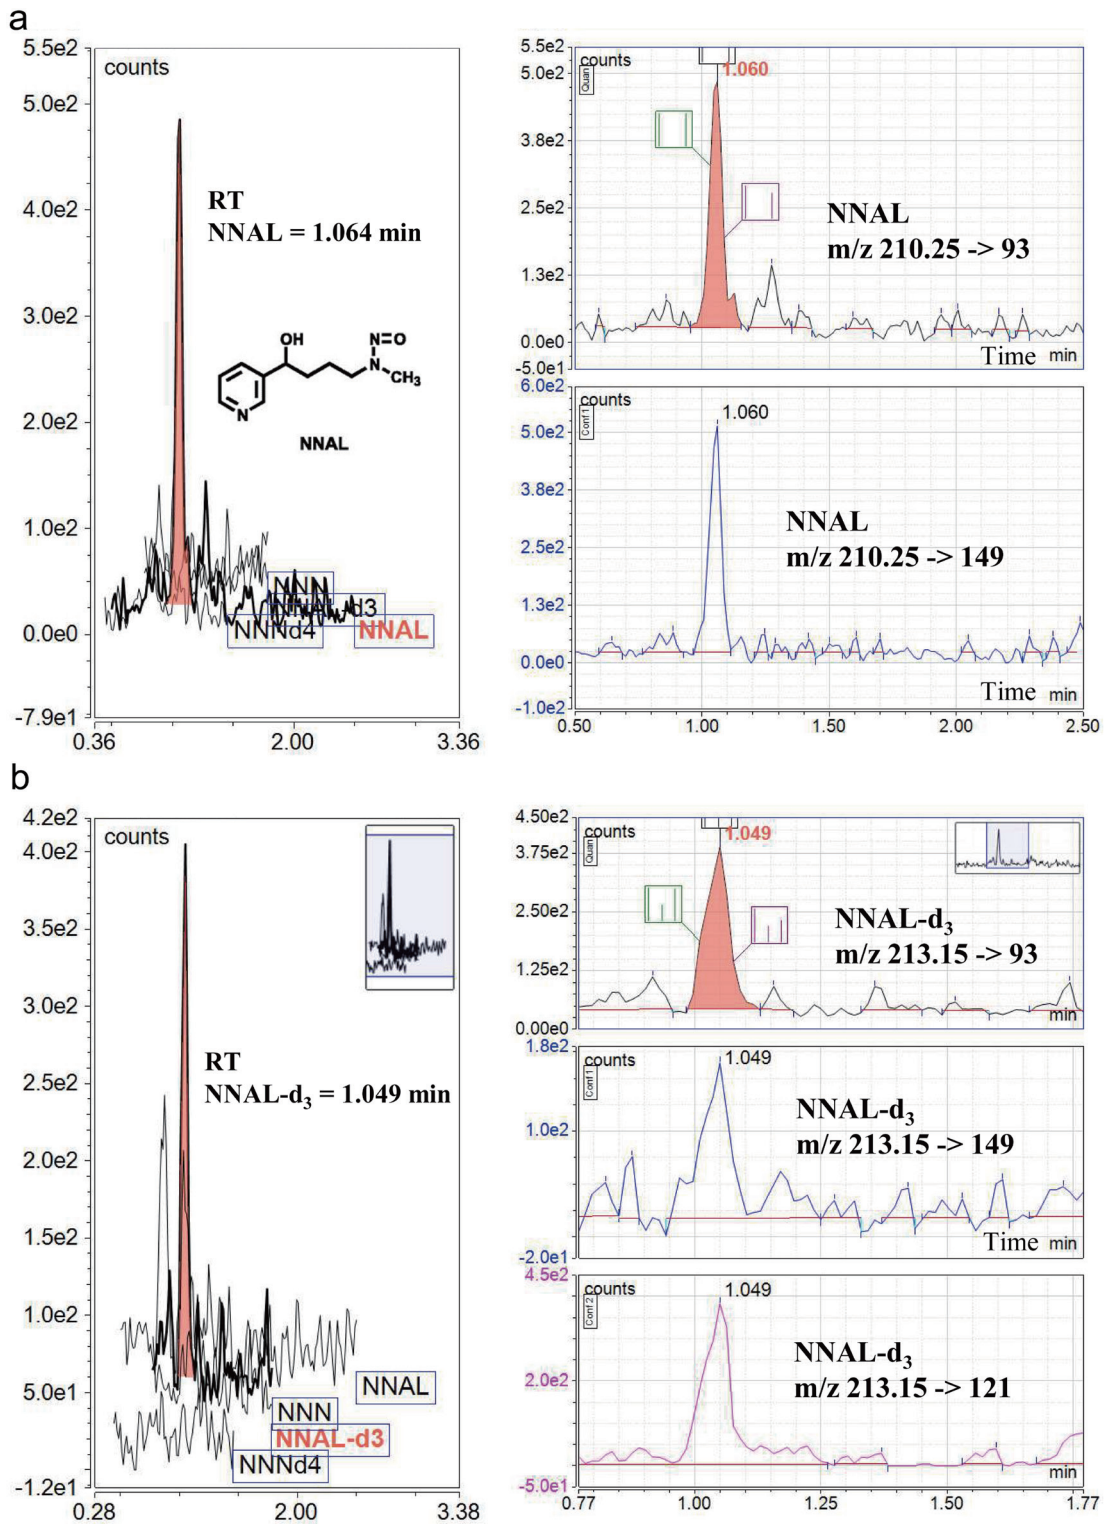 a
5.5e2
counts
5.0e2
4.0e2
3.0e2
2.0e2
1.0e2
0.0e0
-7.9e1
0.36
2.00
3.36
RT
NNAL = 1.064 min
OH
N=O
N
CH3
N
NNAL
NNN
NNAL-d3
NNNd4
NNAL
5.5e2
counts
Quan
5.0e2
3.8e2
2.5e2
1.3e2
0.0e0
-5.0e1
1.060
NNAL
m/z 210.25 -> 93
Time min
6.0e2
counts
Conf 1
5.0e2
3.8e2
2.5e2
1.3e2
0.0e0
-1.0e2
1.060
NNAL
m/z 210.25 -> 149
Time min
0.50
1.00
1.50
2.00
2.50
b
4.2e2
counts
4.0e2
3.5e2
3.0e2
2.5e2
2.0e2
1.5e2
1.0e2
5.0e1
-1.2e1
0.28
2.00
3.38
RT
NNAL-d3 = 1.049 min
NNAL
NNN
NNAL-d3
NNNd4
4.50e2
counts
Quan
3.75e2
2.50e2
1.25e2
0.00e0
1.049
NNAL-d3
m/z 213.15 -> 93
min
1.8e2
counts
Conf 1
1.0e2
-2.0e1
1.049
NNAL-d3
m/z 213.15 -> 149
Time min
4.5e2
counts
Conf 2
2.0e2
-5.0e1
1.049
NNAL-d3
m/z 213.15 -> 121
min
0.77
1.00
1.25
1.50
1.77